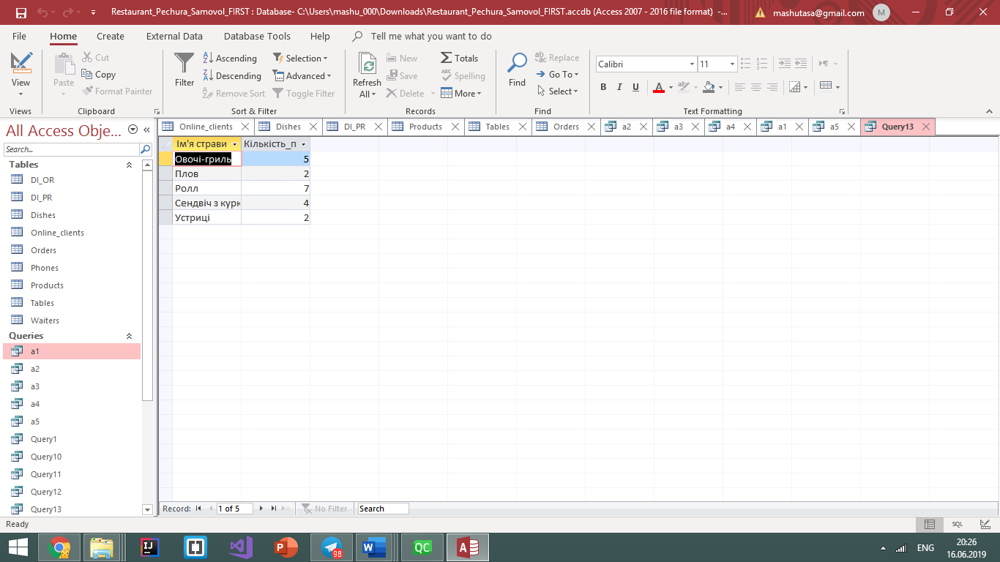 Restaurant_Pechura_Samovol_FIRST : Database- C:\Users\mashu_000\Downloads\Restaurant_Pechura_Samovol_FIRST.accdb (Access 2007 - 2016 file format) -... mashutasa@gmail.com M
File Home Create External Data Database Tools Help Tell me what you want to do
View
Views
Paste
Cut
Copy
Format Painter
Clipboard
Filter
Ascending
Descending
Remove Sort
Selection
Advanced
Toggle Filter
Sort & Filter
Refresh
All
New
Save
Delete
Totals
Spelling
More
Records
Find
Replace
Go To
Select
Find
Calibri 11
B I U A
Text Formatting
All Access Obje...
Search...
Tables
DI_OR
DI_PR
Dishes
Online_clients
Orders
Phones
Products
Tables
Waiters
Queries
a1
a2
a3
a4
a5
Query1
Query10
Query11
Query12
Query13
Online_clients Dishes DI_PR Products Tables Orders a2 a3 a4 a1 a5 Query13
Ім'я страви Кількість_п
Овочі-гриль 5
Плов 2
Ролл 7
Сендвіч з курк 4
Устриці 2
Record: 1 of 5 No Filter Search
Ready SQL
IJ P 98 W QC A ENG 20:26
16.06.2019